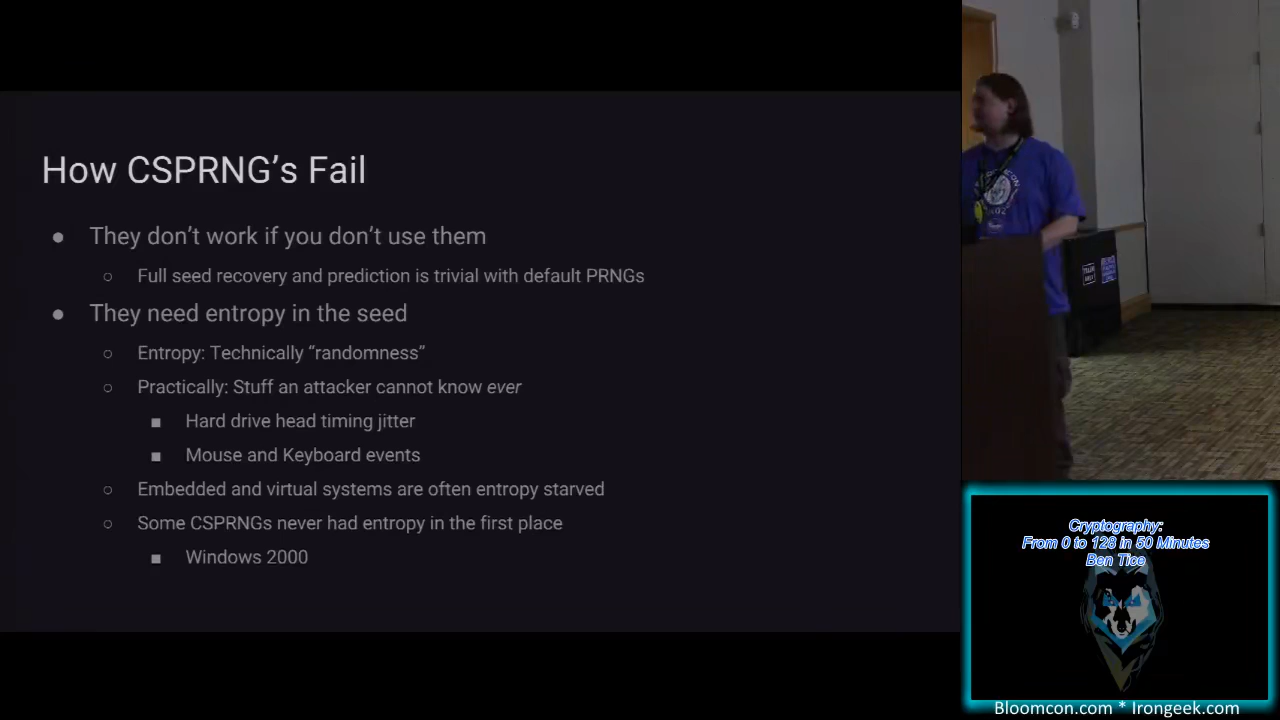 How CSPRNG's Fail
● They don't work if you don't use them
○ Full seed recovery and prediction is trivial with default PRNGs
● They need entropy in the seed
○ Entropy: Technically “randomness”
○ Practically: Stuff an attacker cannot know ever
■ Hard drive head timing jitter
■ Mouse and Keyboard events
○ Embedded and virtual systems are often entropy starved
○ Some CSPRNGs never had entropy in the first place
■ Windows 2000
Cryptography:
From 0 to 128 in 50 Minutes
Ben Tice
Bloomcon.com * Irongeek.com